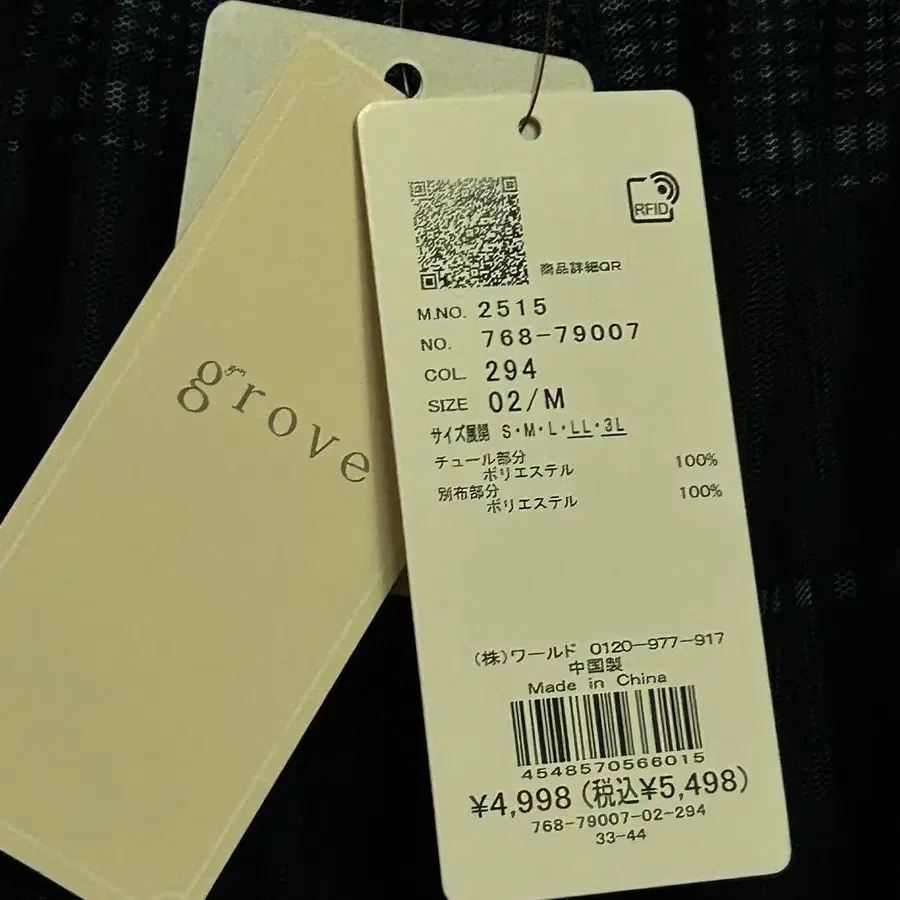 grove
RFID
商品詳細QR
M.NO. 2515
NO. 768-79007
COL. 294
SIZE 02/M
サイズ展開 S・M・L・LL・3L
チュール部分
ポリエステル 100%
別布部分
ポリエステル 100%
(株)ワールド 0120-977-917
中国製
Made in China
4548570566015
¥4,998(税込¥5,498)
768-79007-02-294
33-44